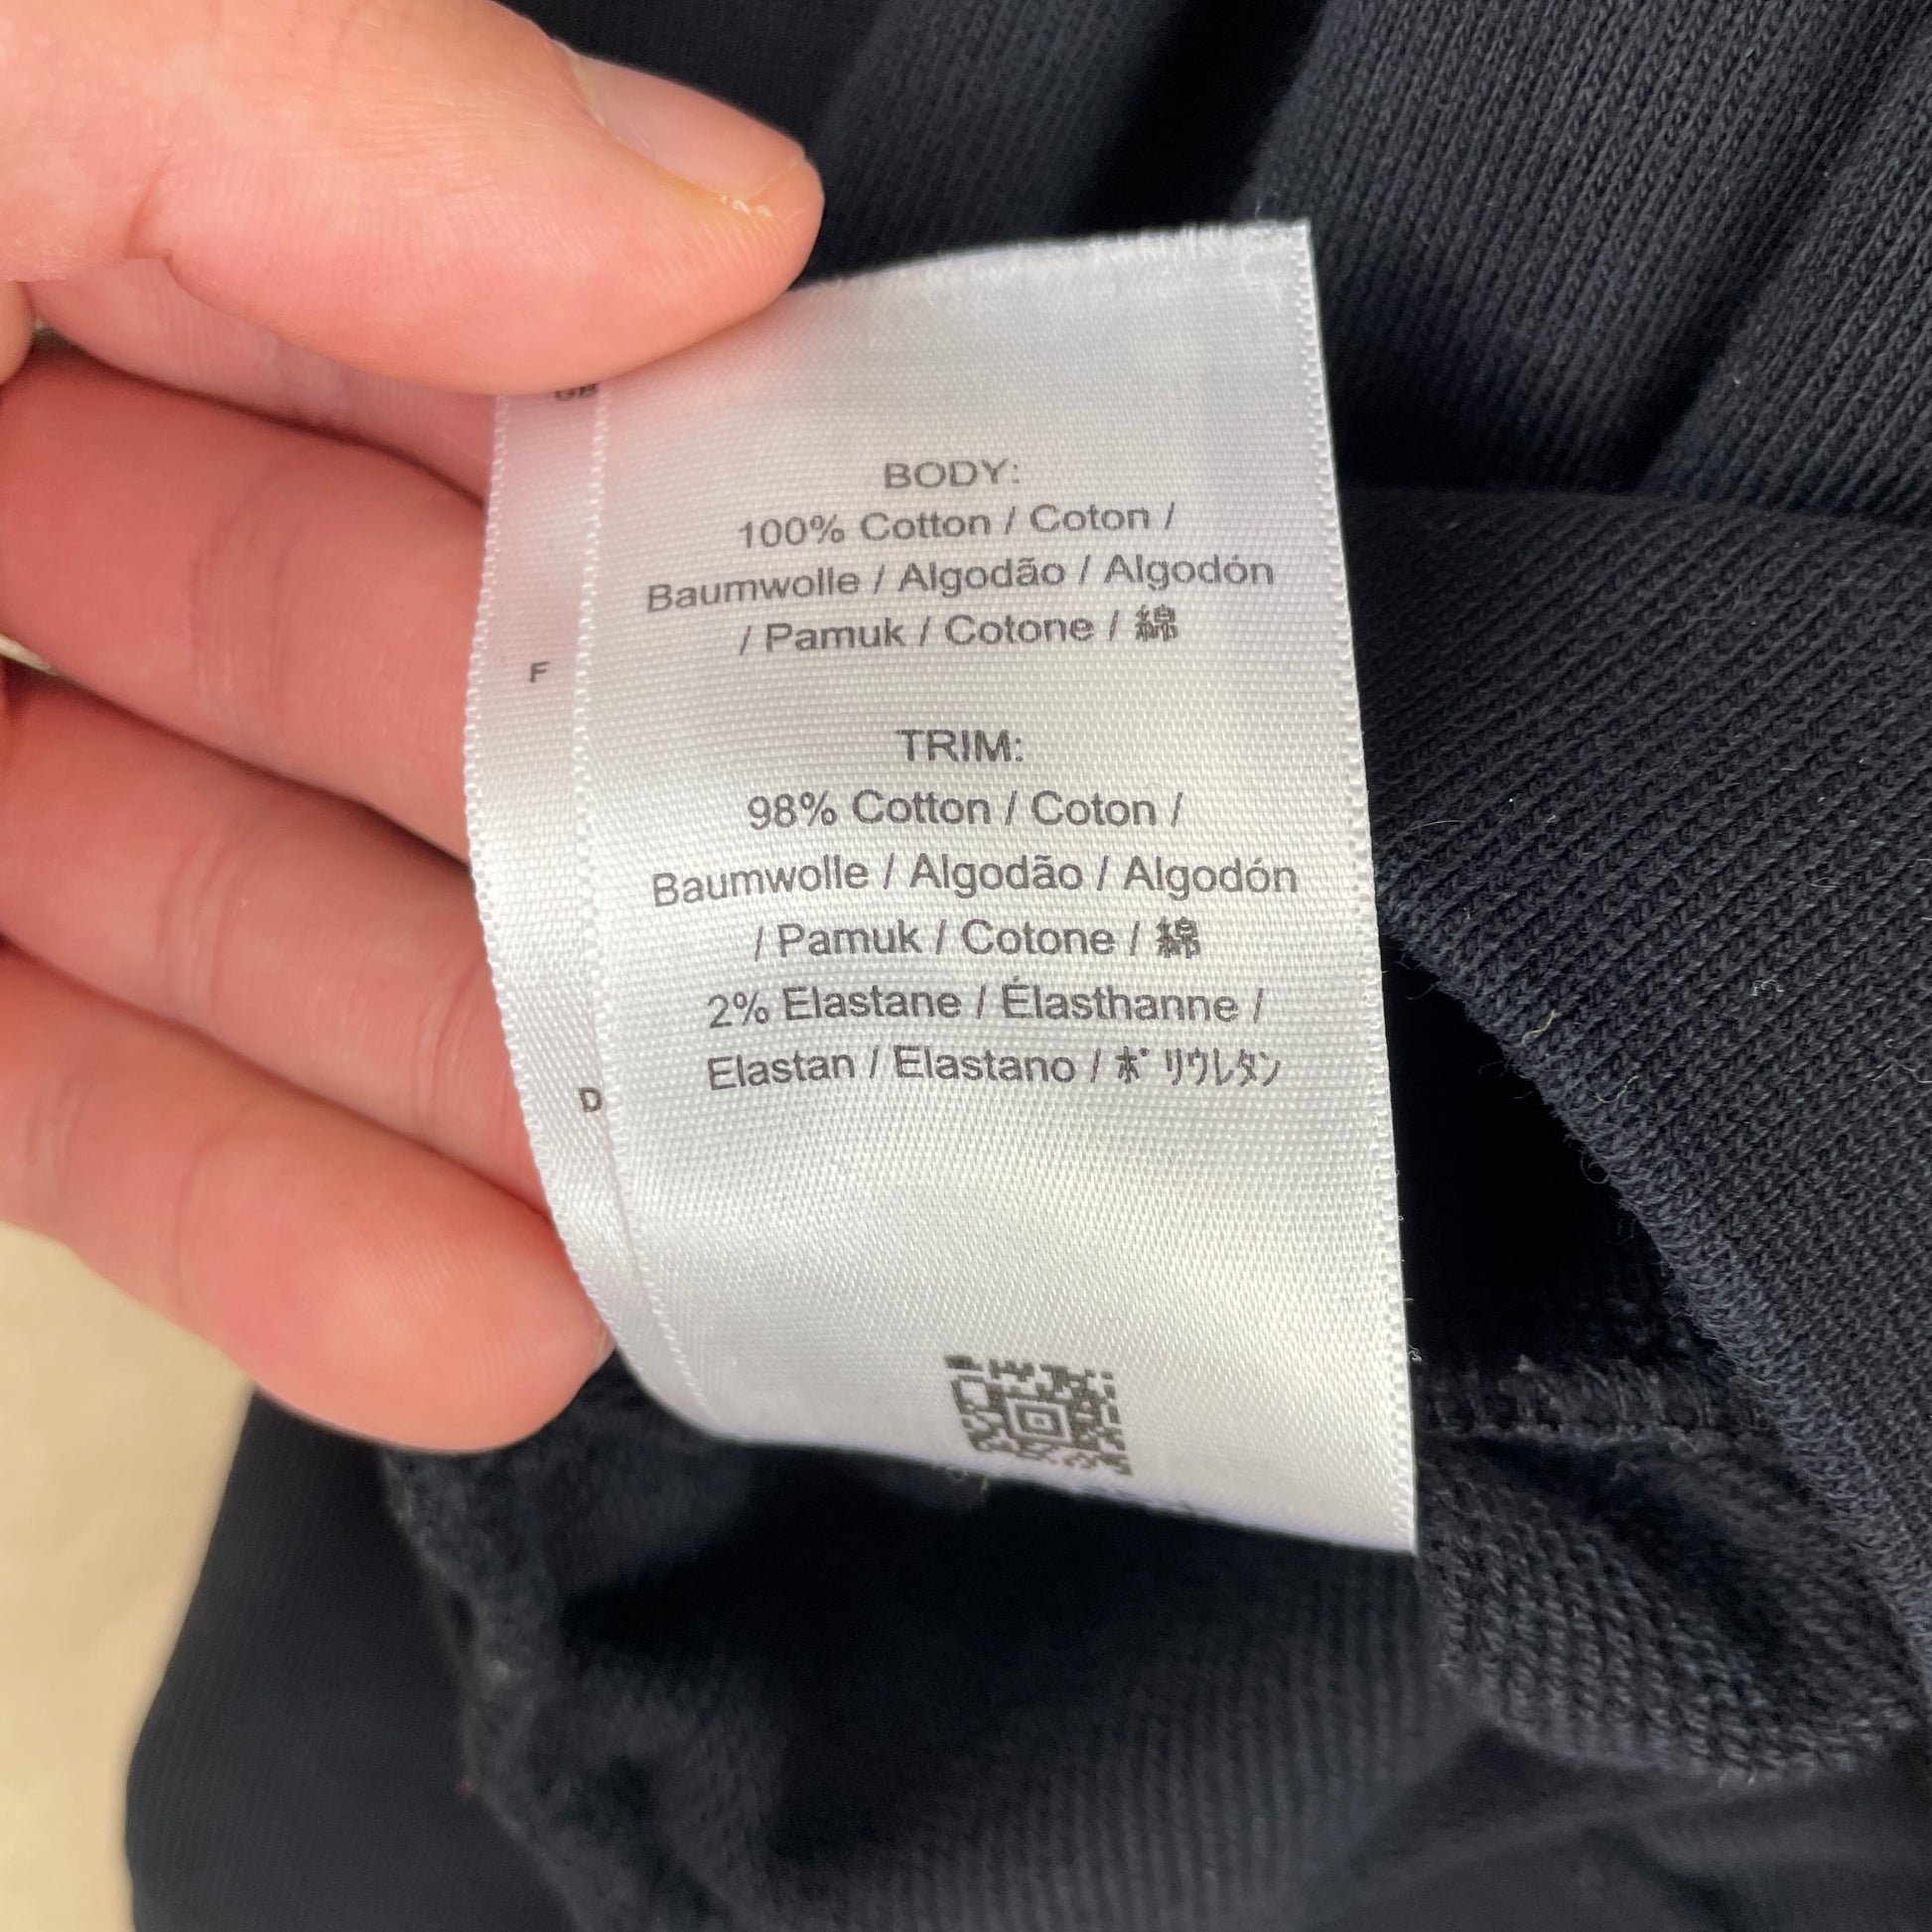 BODY:
100% Cotton / Coton /
Baumwolle / Algodão / Algodón
/ Pamuk / Cotone / 綿
TRIM:
98% Cotton / Coton /
Baumwolle / Algodão / Algodón
/ Pamuk / Cotone / 綿
2% Elastane / Élasthanne /
Elastan / Elastano / ポリウレタン
F
D